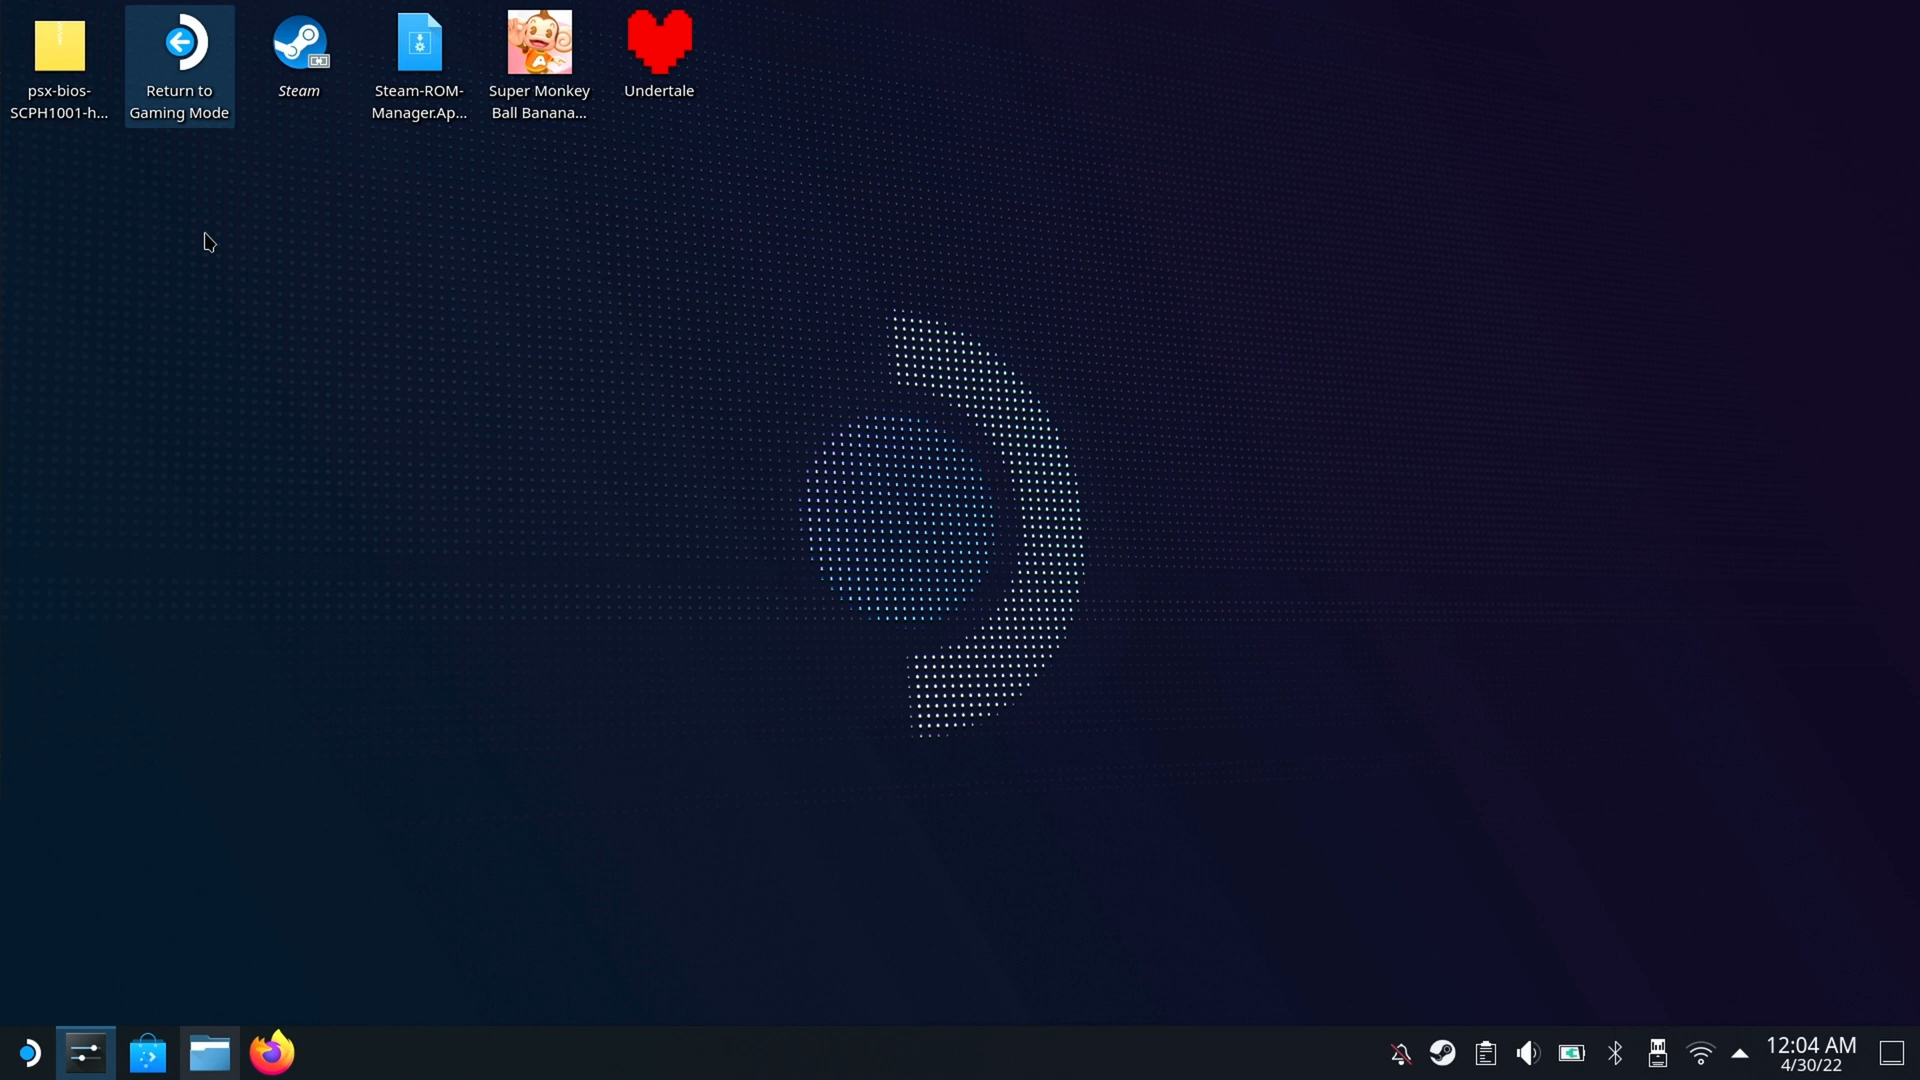 psx-bios-
SCPH1001-h...
Return to
Gaming Mode
Steam
Steam-ROM-
Manager.Ap...
Super Monkey
Ball Banana...
Undertale
12:04 AM
4/30/22